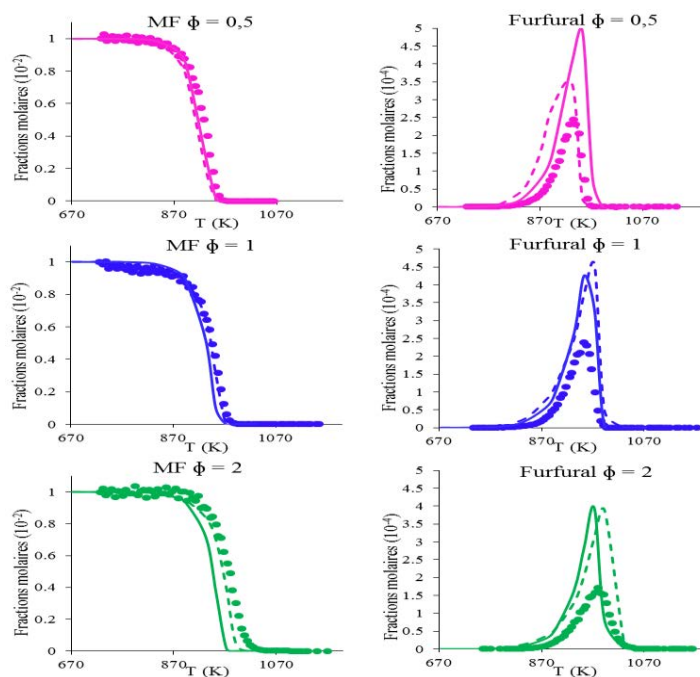 MF ϕ = 0,5
Fractions molaires (10⁻²)
1
0.8
0.6
0.4
0.2
0
670 870 1070
T (K)
Furfural ϕ = 0,5
Fractions molaires (10⁻⁴)
5
4.5
4
3.5
3
2.5
2
1.5
1
0.5
0
670 870 1070
T (K)
MF ϕ = 1
Fractions molaires (10⁻²)
1
0.8
0.6
0.4
0.2
0
670 870 1070
T (K)
Furfural ϕ = 1
Fractions molaires (10⁻⁴)
5
4.5
4
3.5
3
2.5
2
1.5
1
0.5
0
670 870 1070
T (K)
MF ϕ = 2
Fractions molaires (10⁻²)
1
0.8
0.6
0.4
0.2
0
670 870 1070
T (K)
Furfural ϕ = 2
Fractions molaires (10⁻⁴)
5
4.5
4
3.5
3
2.5
2
1.5
1
0.5
0
670 870 1070
T (K)